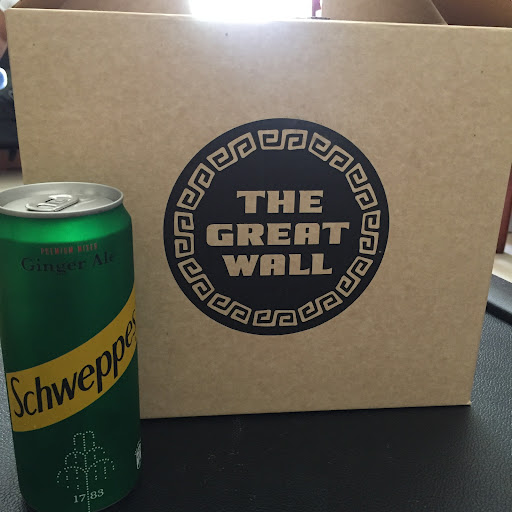 THE
GREAT
WALL
PREMIUM MIXER
Ginger Ale
Schweppes
1783